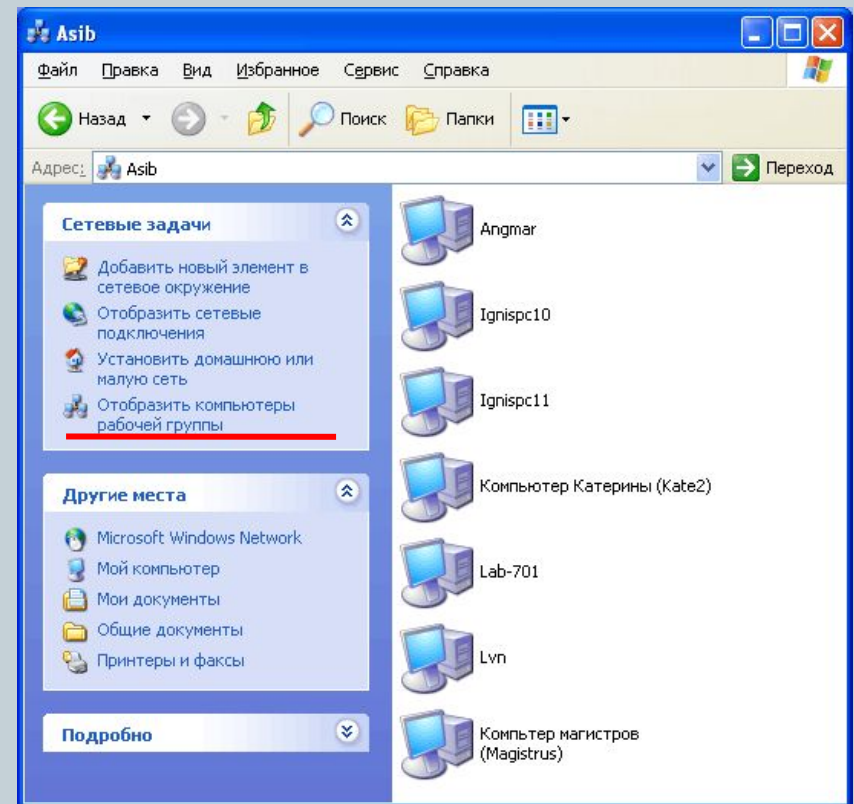 Asib
Файл Правка Вид Избранное Сервис Справка
Назад Поиск Папки
Адрес: Asib Переход
Сетевые задачи
Добавить новый элемент в
сетевое окружение
Отобразить сетевые
подключения
Установить домашнюю или
малую сеть
Отобразить компьютеры
рабочей группы
Другие места
Microsoft Windows Network
Мой компьютер
Мои документы
Общие документы
Принтеры и факсы
Подробно
Angmar
Ignispc10
Ignispc11
Компьютер Катерины (Kate2)
Lab-701
Lvn
Компьтер магистров
(Magistrus)